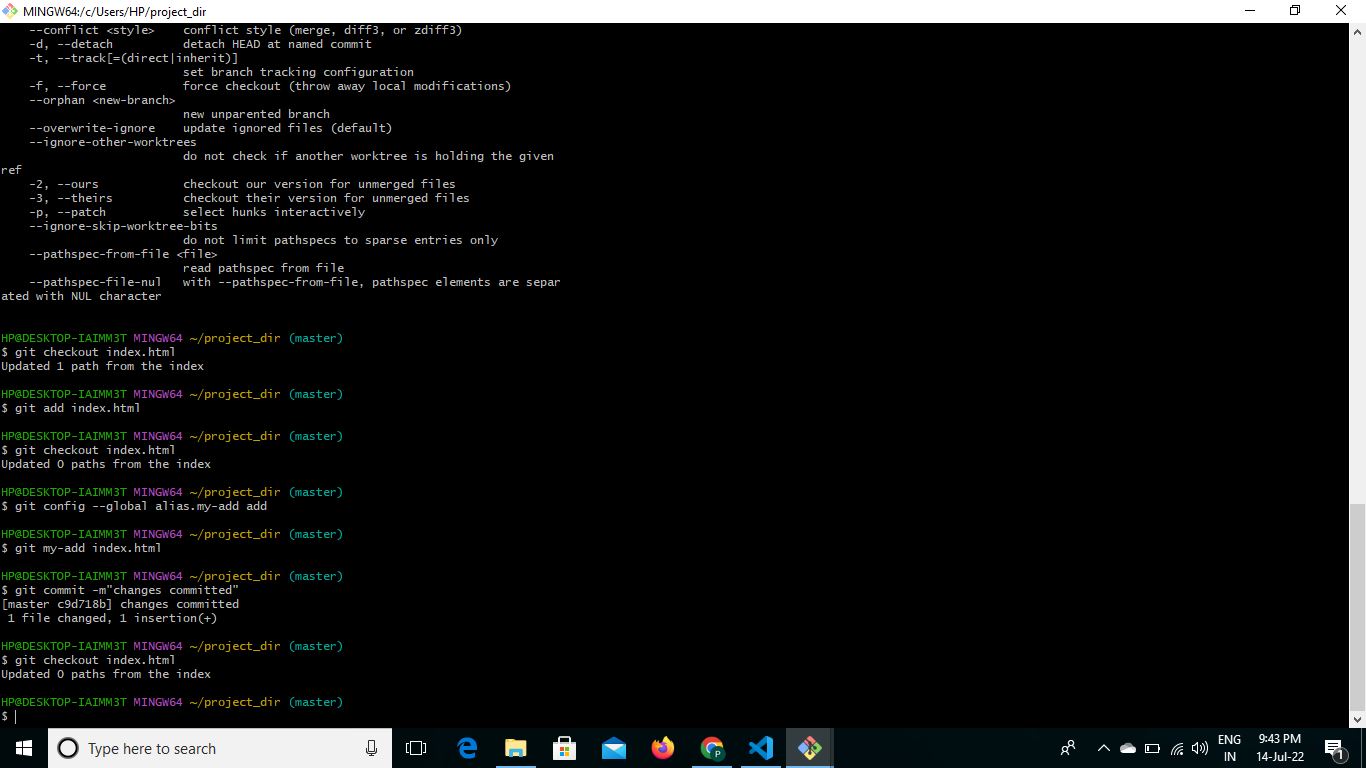 MINGW64:/c/Users/HP/project_dir
--conflict <style>    conflict style (merge, diff3, or zdiff3)
-d, --detach          detach HEAD at named commit
-t, --track[=(direct|inherit)]
set branch tracking configuration
-f, --force           force checkout (throw away local modifications)
--orphan <new-branch>
new unparented branch
--overwrite-ignore    update ignored files (default)
--ignore-other-worktrees
do not check if another worktree is holding the given
ref
-2, --ours            checkout our version for unmerged files
-3, --theirs          checkout their version for unmerged files
-p, --patch           select hunks interactively
--ignore-skip-worktree-bits
do not limit pathspecs to sparse entries only
--pathspec-from-file <file>
read pathspec from file
--pathspec-file-nul   with --pathspec-from-file, pathspec elements are separ
ated with NUL character
HP@DESKTOP-IAIMM3T MINGW64 ~/project_dir (master)
$ git checkout index.html
Updated 1 path from the index
HP@DESKTOP-IAIMM3T MINGW64 ~/project_dir (master)
$ git add index.html
HP@DESKTOP-IAIMM3T MINGW64 ~/project_dir (master)
$ git checkout index.html
Updated 0 paths from the index
HP@DESKTOP-IAIMM3T MINGW64 ~/project_dir (master)
$ git config --global alias.my-add add
HP@DESKTOP-IAIMM3T MINGW64 ~/project_dir (master)
$ git my-add index.html
HP@DESKTOP-IAIMM3T MINGW64 ~/project_dir (master)
$ git commit -m"changes committed"
[master c9d718b] changes committed
1 file changed, 1 insertion(+)
HP@DESKTOP-IAIMM3T MINGW64 ~/project_dir (master)
$ git checkout index.html
Updated 0 paths from the index
HP@DESKTOP-IAIMM3T MINGW64 ~/project_dir (master)
$
Type here to search
P
ENG
IN
9:43 PM
14-Jul-22
1